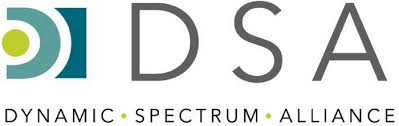 DSA
DYNAMIC • SPECTRUM • ALLIANCE